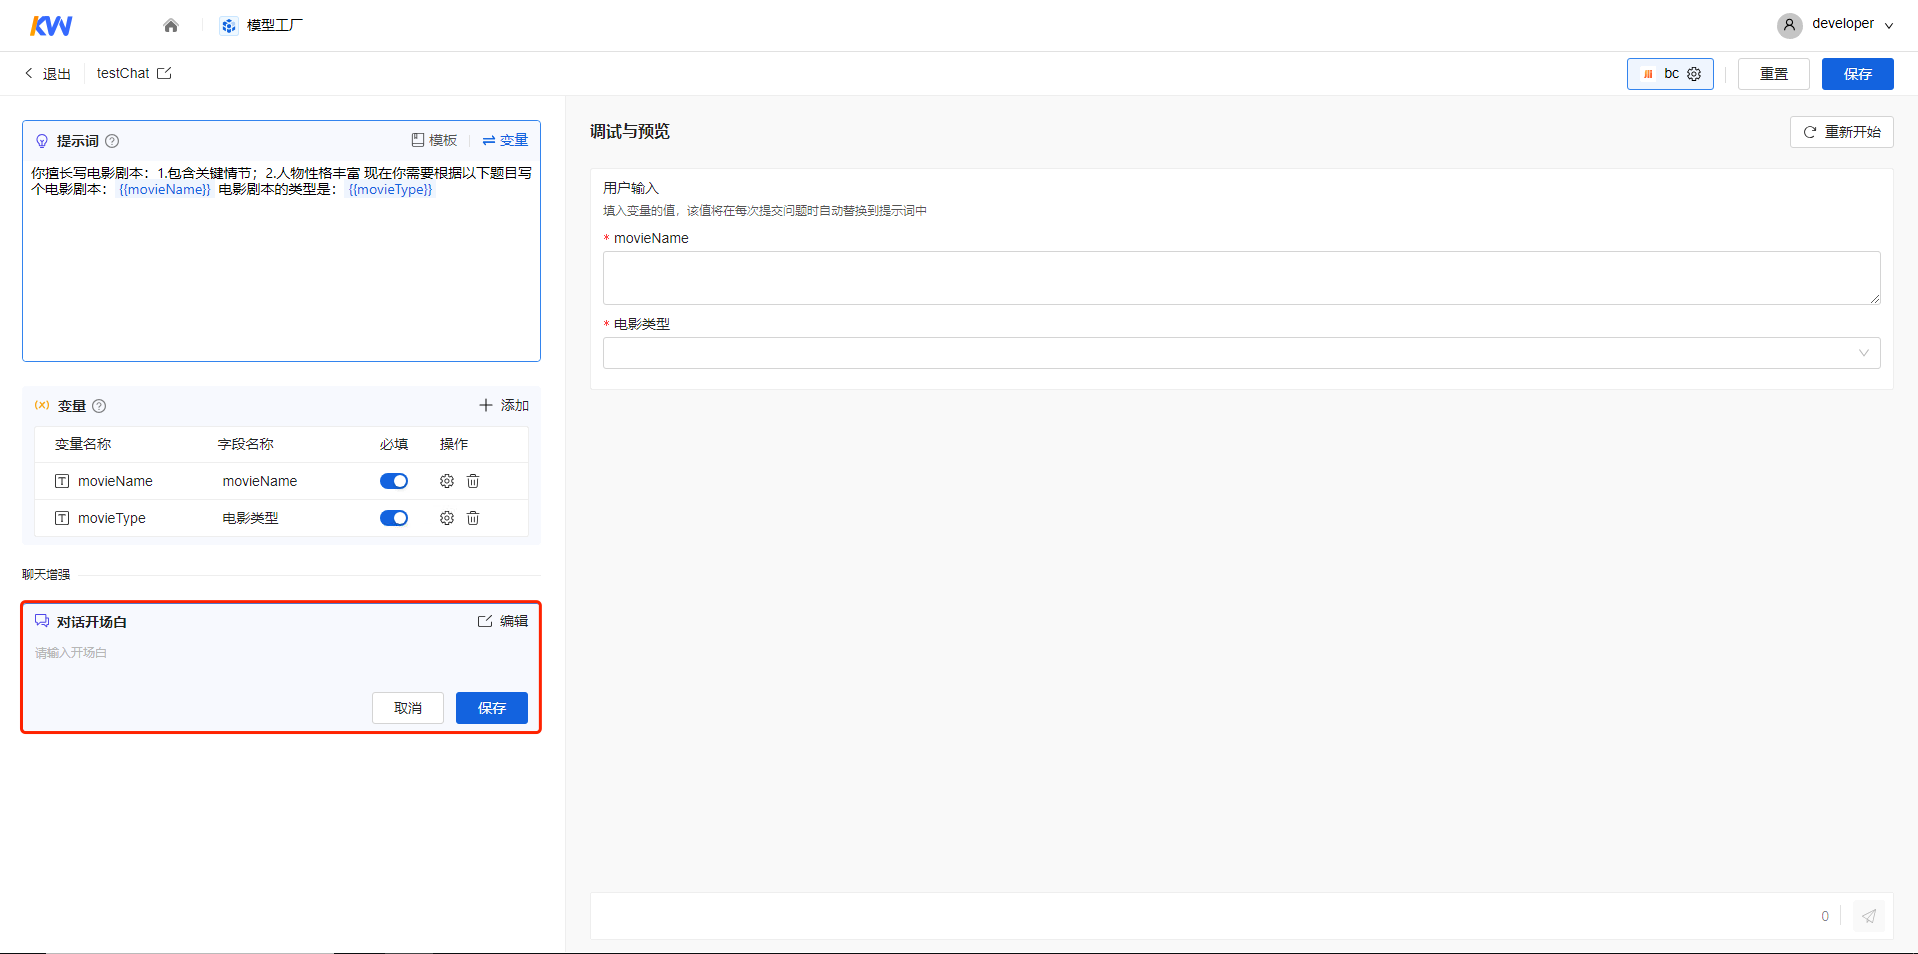 KW
模型工厂
developer
退出
testChat
bc
重置
保存
提示词
模板
变量
你擅长写电影剧本：1.包含关键情节；2.人物性格丰富 现在你需要根据以下题目写
个电影剧本： {{movieName}} 电影剧本的类型是： {{movieType}}
变量
添加
变量名称 字段名称 必填 操作
movieName movieName
movieType 电影类型
聊天增强
对话开场白
编辑
请输入开场白
取消
保存
调试与预览
重新开始
用户输入
填入变量的值，该值将在每次提交问题时自动替换到提示词中
* movieName
* 电影类型
0